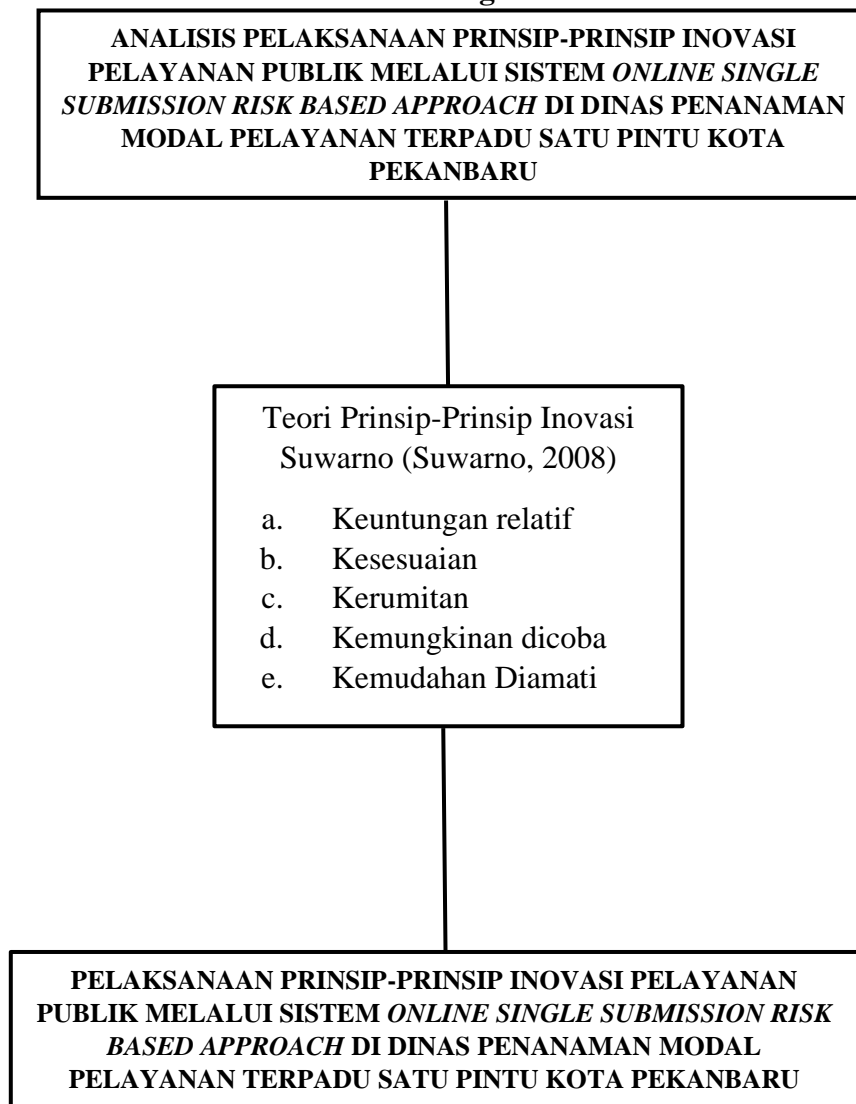 ANALISIS PELAKSANAAN PRINSIP-PRINSIP INOVASI
PELAYANAN PUBLIK MELALUI SISTEM ONLINE SINGLE
SUBMISSION RISK BASED APPROACH DI DINAS PENANAMAN
MODAL PELAYANAN TERPADU SATU PINTU KOTA
PEKANBARU
Teori Prinsip-Prinsip Inovasi
Suwarno (Suwarno, 2008)
a. Keuntungan relatif
b. Kesesuaian
c. Kerumitan
d. Kemungkinan dicoba
e. Kemudahan Diamati
PELAKSANAAN PRINSIP-PRINSIP INOVASI PELAYANAN
PUBLIK MELALUI SISTEM ONLINE SINGLE SUBMISSION RISK
BASED APPROACH DI DINAS PENANAMAN MODAL
PELAYANAN TERPADU SATU PINTU KOTA PEKANBARU